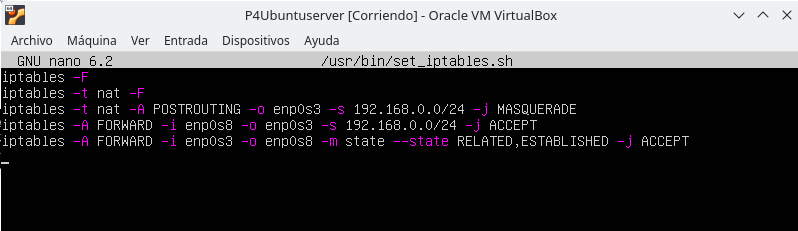 P4Ubuntuserver [Corriendo] - Oracle VM VirtualBox
Archivo Máquina Ver Entrada Dispositivos Ayuda
GNU nano 6.2 /usr/bin/set_iptables.sh
iptables -F
iptables -t nat -F
iptables -t nat -A POSTROUTING -o enp0s3 -s 192.168.0.0/24 -j MASQUERADE
iptables -A FORWARD -i enp0s8 -o enp0s3 -s 192.168.0.0/24 -j ACCEPT
iptables -A FORWARD -i enp0s3 -o enp0s8 -m state --state RELATED,ESTABLISHED -j ACCEPT